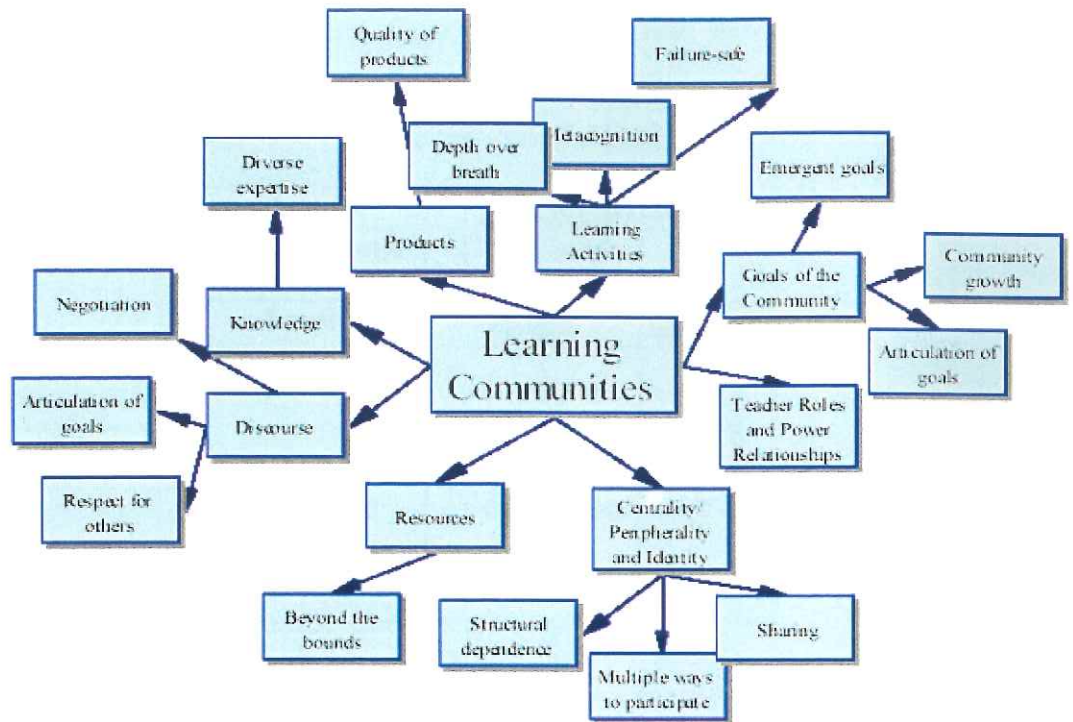 Quality of
products
Failure-safe
Metacognition
Depth over
breath
Diverse
expertise
Emergent goals
Products
Learning
Activities
Goals of the
Community
Community
growth
Negotration
Knowledge
Learning
Communities
Articulation of
goals
Articulation of
goals
Discourse
Teacher Roles
and Power
Relationships
Respect for
others
Resources
Centrality/
Peripherality
and Identity
Beyond the
bounds
Structural
dependence
Sharing
Multiple ways
to participate